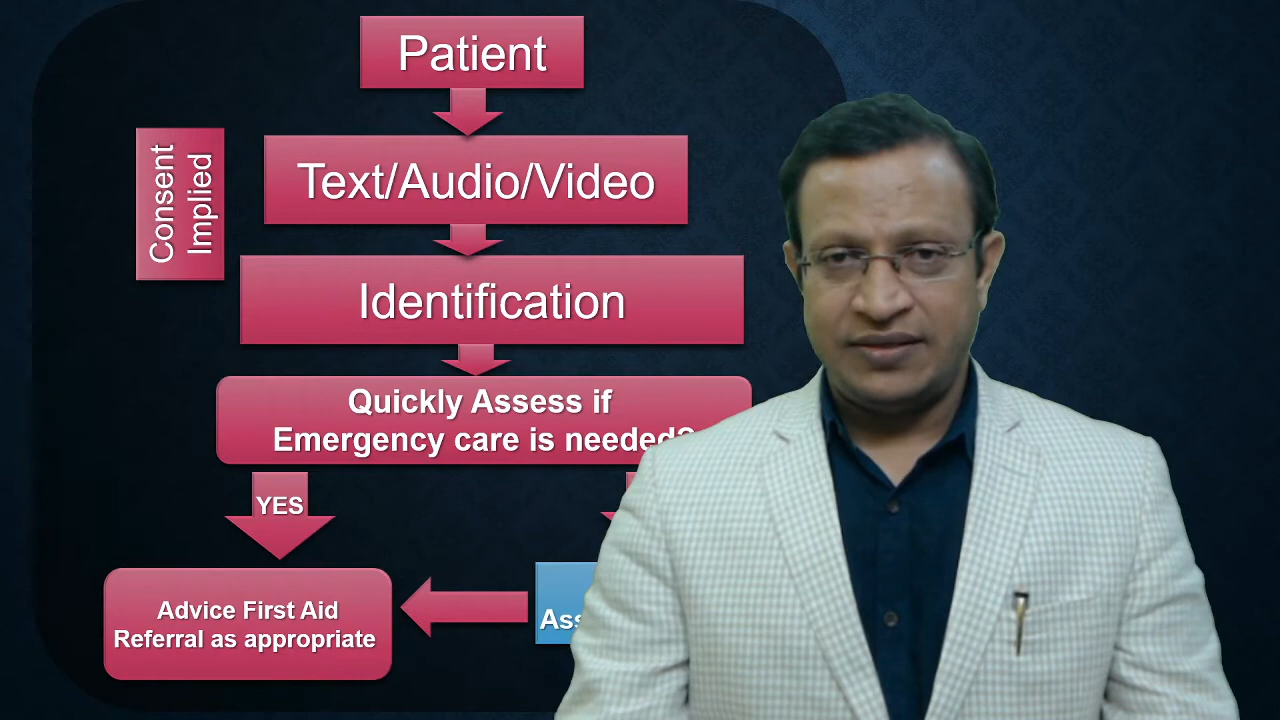 Patient
Consent
Implied
Text/Audio/Video
Identification
Quickly Assess if
Emergency care is needed?
YES
Advice First Aid
Referral as appropriate